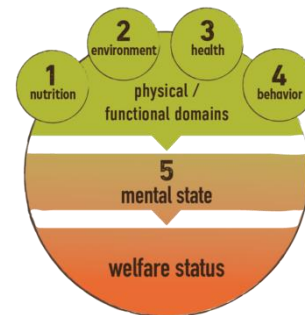 1
nutrition
2
environment
3
health
4
behavior
physical /
functional domains
5
mental state
welfare status